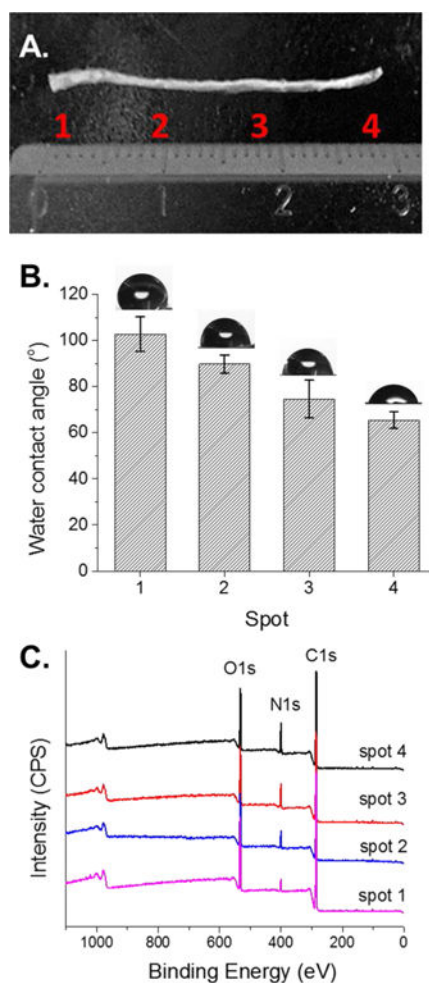 A.
1 2 3 4
0 1 2 3
B.
120
100
80
60
40
20
0
Water contact angle (°)
1 2 3 4
Spot
C.
O1s N1s C1s
spot 4
spot 3
spot 2
spot 1
Intensity (CPS)
1000 800 600 400 200 0
Binding Energy (eV)